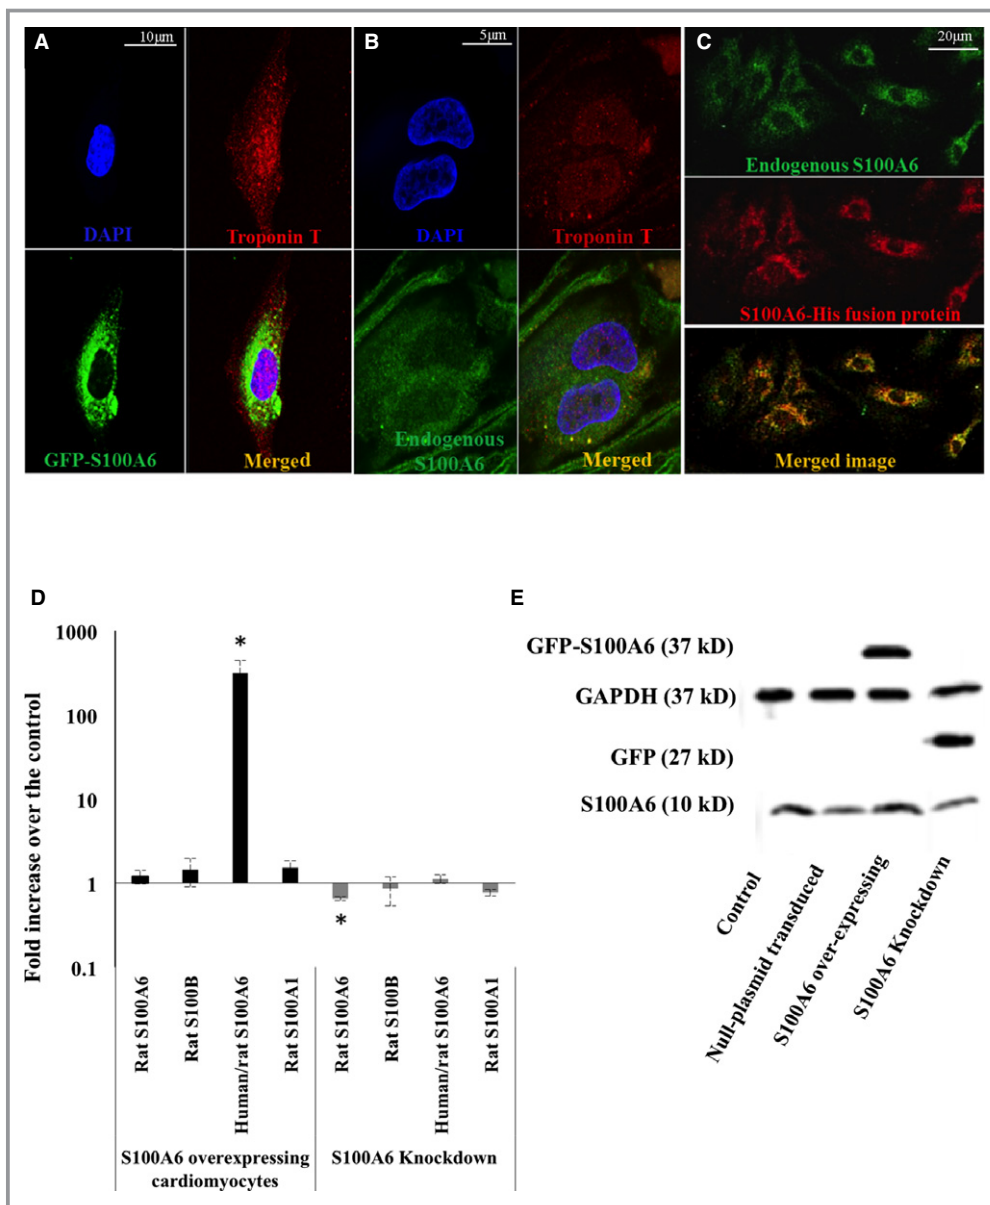 A
10µm
B
5µm
C
20µm
DAPI
Troponin T
DAPI
Troponin T
Endogenous S100A6
S100A6-His fusion protein
GFP-S100A6
Merged
Endogenous
S100A6
Merged
Merged image
D
Fold increase over the control
1000
100
10
1
0.1
*
*
Rat S100A6
Rat S100B
Human/rat S100A6
Rat S100A1
Rat S100A6
Rat S100B
Human/rat S100A6
Rat S100A1
S100A6 overexpressing
cardiomyocytes
S100A6 Knockdown
E
GFP-S100A6 (37 kD)
GAPDH (37 kD)
GFP (27 kD)
S100A6 (10 kD)
Control
Null-plasmid transduced
S100A6 over-expressing
S100A6 Knockdown